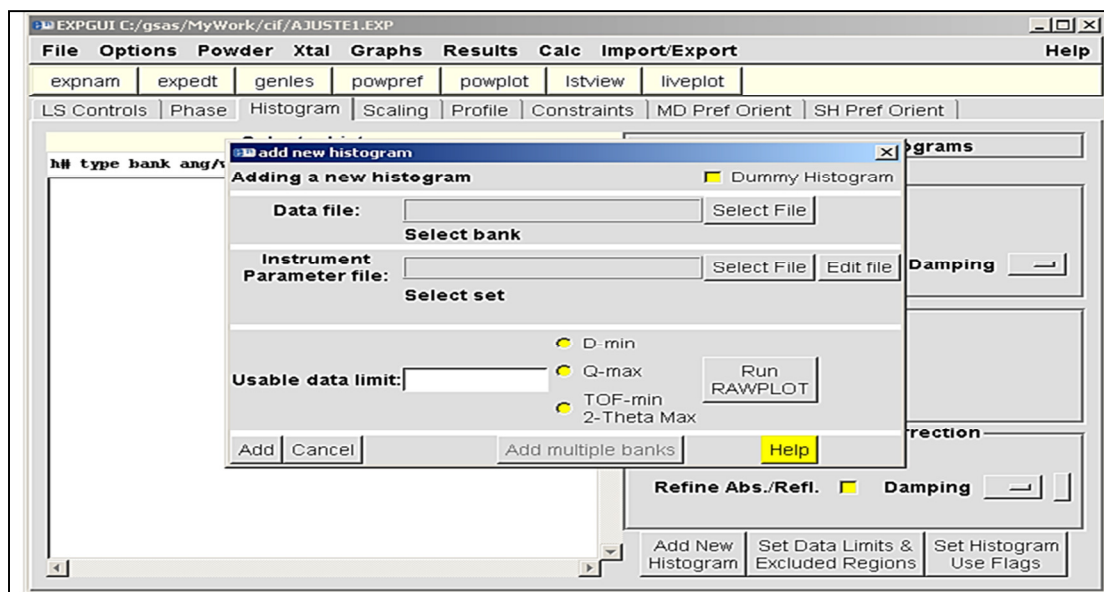 EXPGUI C:/gsas/MyWork/cif/AJUSTE1.EXP
File Options Powder Xtal Graphs Results Calc Import/Export Help
expnam expedt genles powpref powplot lstview liveplot
LS Controls Phase Histogram Scaling Profile Constraints MD Pref Orient SH Pref Orient
h# type bank ang/
ograms
add new histogram
Adding a new histogram Dummy Histogram
Data file: Select File
Select bank
Instrument
Parameter file: Select File Edit file Damping
Select set
D-min
Usable data limit: Q-max Run
RAWPLOT
TOF-min
2-Theta Max
rrection
Add Cancel Add multiple banks Help
Refine Abs./Refl. Damping
Add New
Histogram
Set Data Limits &
Excluded Regions
Set Histogram
Use Flags